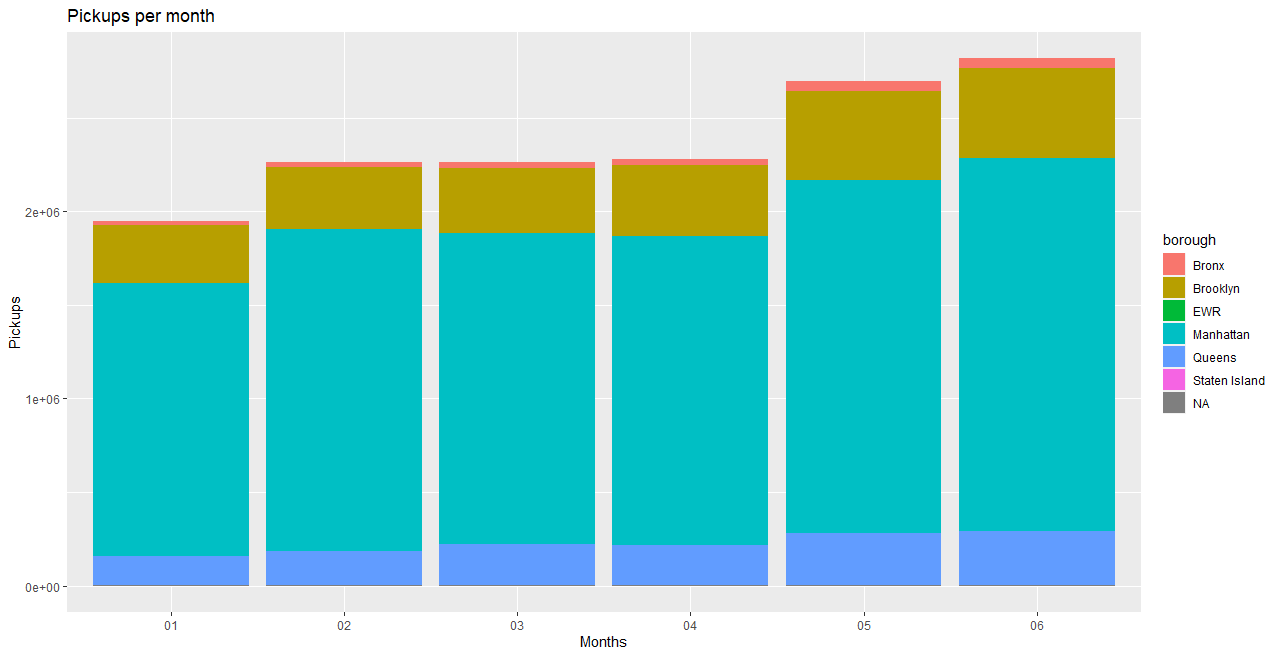 Pickups per month
Pickups
2e+06
1e+06
0e+00
01 02 03 04 05 06
Months
borough
Bronx
Brooklyn
EWR
Manhattan
Queens
Staten Island
NA